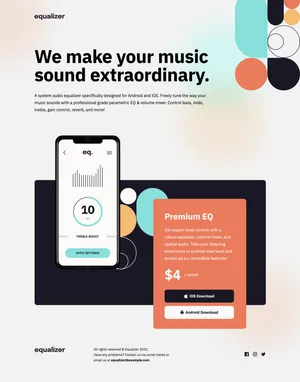 equalizer
We make your music
sound extraordinary.
A system audio equalizer specifically designed for Android and iOS. Freely tune the way your
music sounds with a professional grade parametric EQ & volume mixer. Control bass, mids,
treble, gain control, reverb, and more!
eq.
10
TREBLE BOOST
APPLY SETTINGS
Premium EQ
Get expert-level control with a
robust equalizer, volume mixer, and
spatial audio. Take your listening
experience to a whole new level and
access all our incredible features!
$4 / month
iOS Download
Android Download
equalizer
All rights reserved © Equalizer 2021
Have any problems? Contact us via social media or
email us at equalizer@example.com